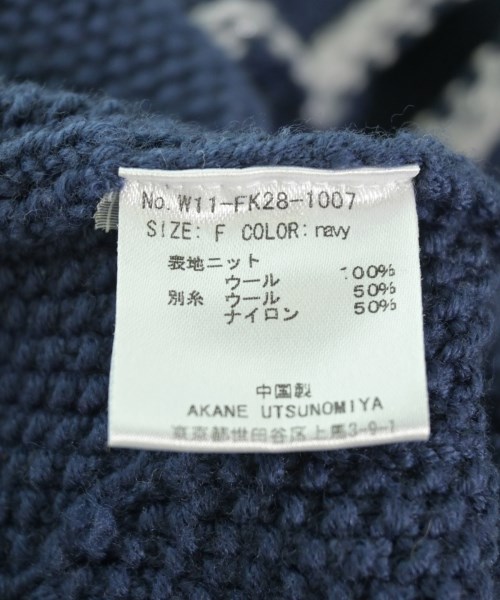 No. W11-FK28-1007
SIZE: F COLOR: navy
表地ニット
ウール 100%
別糸 ウール 50%
ナイロン 50%
中国製
AKANE UTSUNOMIYA
東京都世田谷区上馬3-9-1